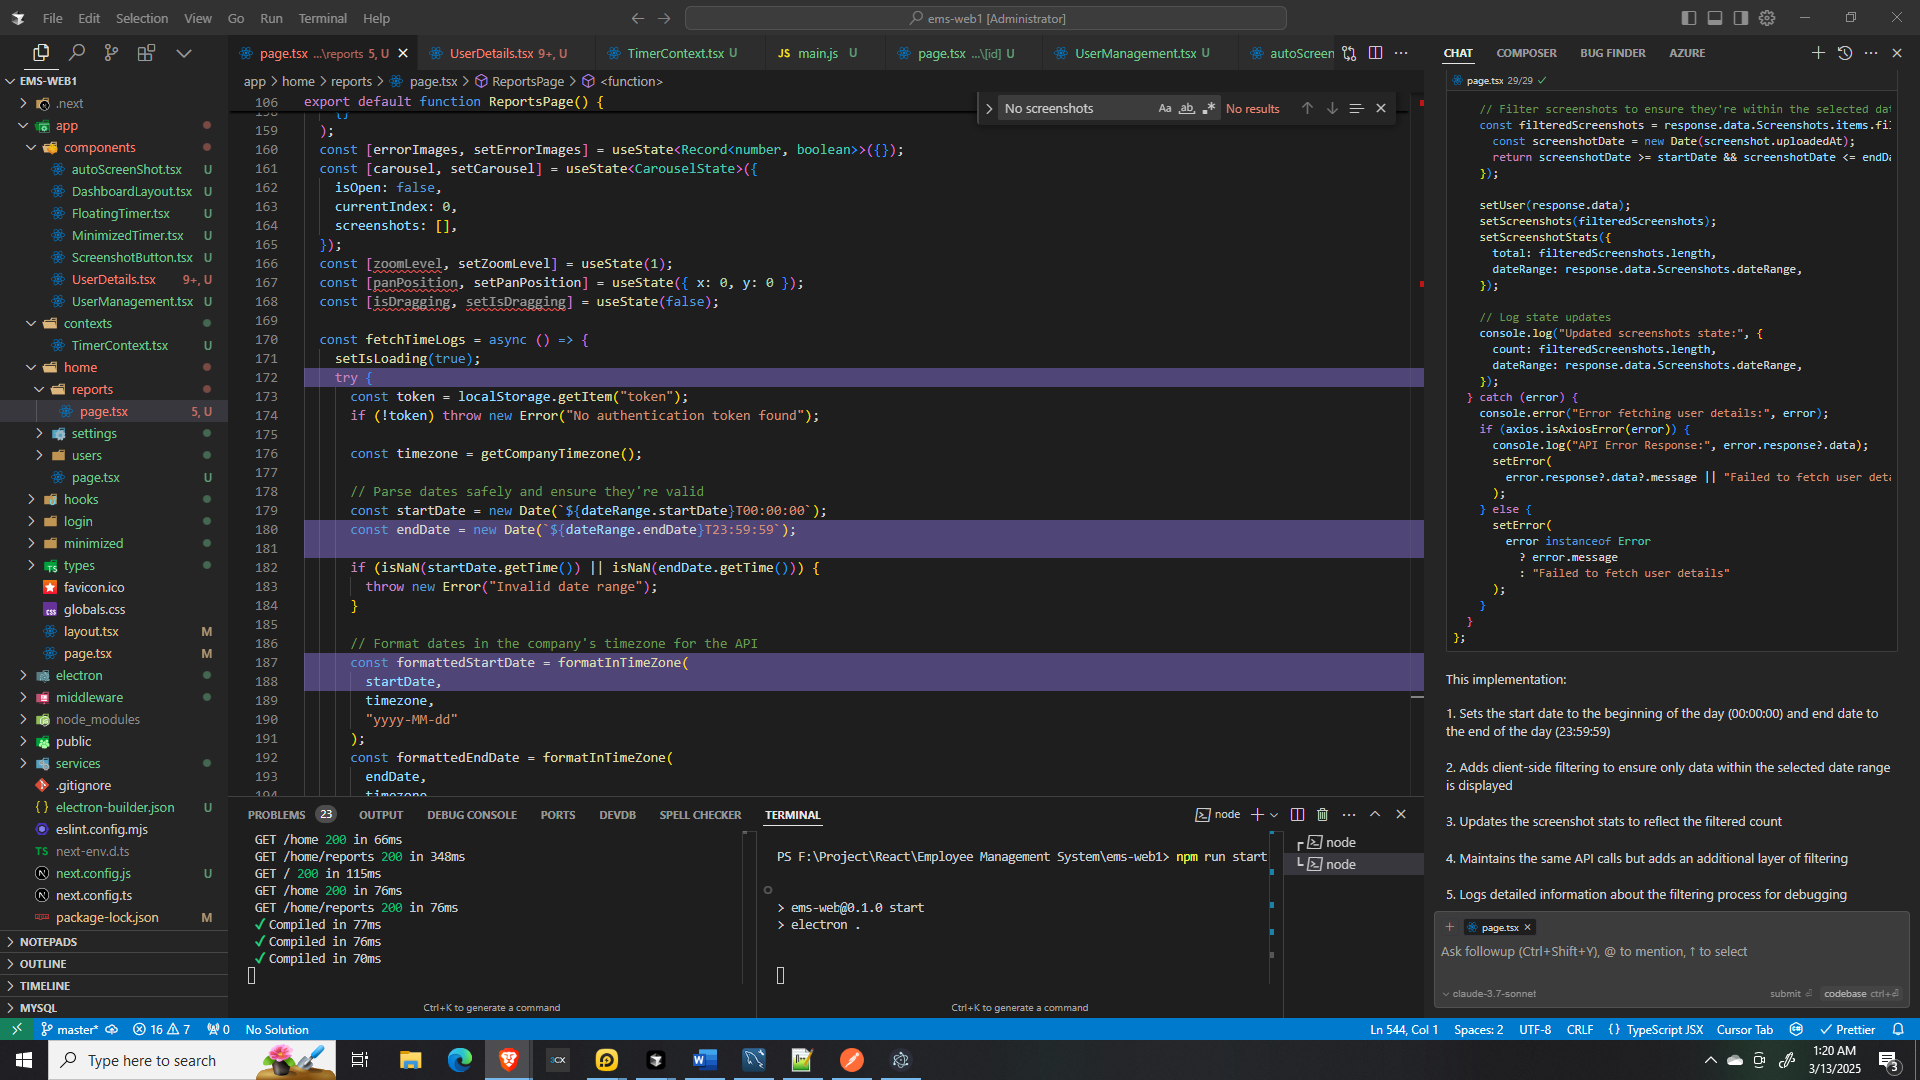 File Edit Selection View Go Run Terminal Help
ems-web1 [Administrator]
page.tsx ...\reports 5, U
UserDetails.tsx 9+, U
TimerContext.tsx U
JS main.js U
page.tsx ...\[id] U
UserManagement.tsx U
autoScreen
CHAT COMPOSER BUG FINDER AZURE
EMS-WEB1
.next
app
components
autoScreenShot.tsx U
DashboardLayout.tsx U
FloatingTimer.tsx U
MinimizedTimer.tsx U
ScreenshotButton.tsx U
UserDetails.tsx 9+, U
UserManagement.tsx U
contexts
TimerContext.tsx U
home
reports
page.tsx 5, U
settings
users
page.tsx U
hooks
login
minimized
types
favicon.ico
globals.css
layout.tsx M
page.tsx M
electron
middleware
node_modules
public
services
.gitignore
electron-builder.json U
eslint.config.mjs
TS next-env.d.ts
next.config.js U
next.config.ts
package-lock.json M
NOTEPADS
OUTLINE
TIMELINE
MYSQL
app > home > reports > page.tsx > ReportsPage > <function>
No screenshots Aa ab No results
106 export default function ReportsPage() {
158 []
159 );
160 const [errorImages, setErrorImages] = useState<Record<number, boolean>>({});
161 const [carousel, setCarousel] = useState<CarouselState>({
162 isOpen: false,
163 currentIndex: 0,
164 screenshots: [],
165 });
166 const [zoomLevel, setZoomLevel] = useState(1);
167 const [panPosition, setPanPosition] = useState({ x: 0, y: 0 });
168 const [isDragging, setIsDragging] = useState(false);
169
170 const fetchTimeLogs = async () => {
171 setIsLoading(true);
172 try {
173 const token = localStorage.getItem("token");
174 if (!token) throw new Error("No authentication token found");
175
176 const timezone = getCompanyTimezone();
177
178 // Parse dates safely and ensure they're valid
179 const startDate = new Date(`${dateRange.startDate}T00:00:00`);
180 const endDate = new Date(`${dateRange.endDate}T23:59:59`);
181
182 if (isNaN(startDate.getTime()) || isNaN(endDate.getTime())) {
183 throw new Error("Invalid date range");
184 }
185
186 // Format dates in the company's timezone for the API
187 const formattedStartDate = formatInTimeZone(
188 startDate,
189 timezone,
190 "yyyy-MM-dd"
191 );
192 const formattedEndDate = formatInTimeZone(
193 endDate,
194 timezone,
PROBLEMS 23 OUTPUT DEBUG CONSOLE PORTS DEVDB SPELL CHECKER TERMINAL
node
GET /home 200 in 66ms
GET /home/reports 200 in 348ms
GET / 200 in 115ms
GET /home 200 in 76ms
GET /home/reports 200 in 76ms
✓ Compiled in 77ms
✓ Compiled in 76ms
✓ Compiled in 70ms
Ctrl+K to generate a command
PS F:\Project\React\Employee Management System\ems-web1> npm run start
> ems-web@0.1.0 start
> electron .
Ctrl+K to generate a command
node
node
page.tsx 29/29 ✓
// Filter screenshots to ensure they're within the selected dat
const filteredScreenshots = response.data.Screenshots.items.fil
const screenshotDate = new Date(screenshot.uploadedAt);
return screenshotDate >= startDate && screenshotDate <= endDa
});
setUser(response.data);
setScreenshots(filteredScreenshots);
setScreenshotStats({
total: filteredScreenshots.length,
dateRange: response.data.Screenshots.dateRange,
});
// Log state updates
console.log("Updated screenshots state:", {
count: filteredScreenshots.length,
dateRange: response.data.Screenshots.dateRange,
});
} catch (error) {
console.error("Error fetching user details:", error);
if (axios.isAxiosError(error)) {
console.log("API Error Response:", error.response?.data);
setError(
error.response?.data?.message || "Failed to fetch user deta
);
} else {
setError(
error instanceof Error
? error.message
: "Failed to fetch user details"
);
}
}
};
This implementation:
1. Sets the start date to the beginning of the day (00:00:00) and end date to
the end of the day (23:59:59)
2. Adds client-side filtering to ensure only data within the selected date range
is displayed
3. Updates the screenshot stats to reflect the filtered count
4. Maintains the same API calls but adds an additional layer of filtering
5. Logs detailed information about the filtering process for debugging
page.tsx ×
Ask followup (Ctrl+Shift+Y), @ to mention, ↑ to select
claude-3.7-sonnet submit ⏎ codebase ctrl+⏎
master* 16 7 0 No Solution
Ln 544, Col 1 Spaces: 2 UTF-8 CRLF {} TypeScript JSX Cursor Tab Prettier
Type here to search
1:20 AM
3/13/2025
3